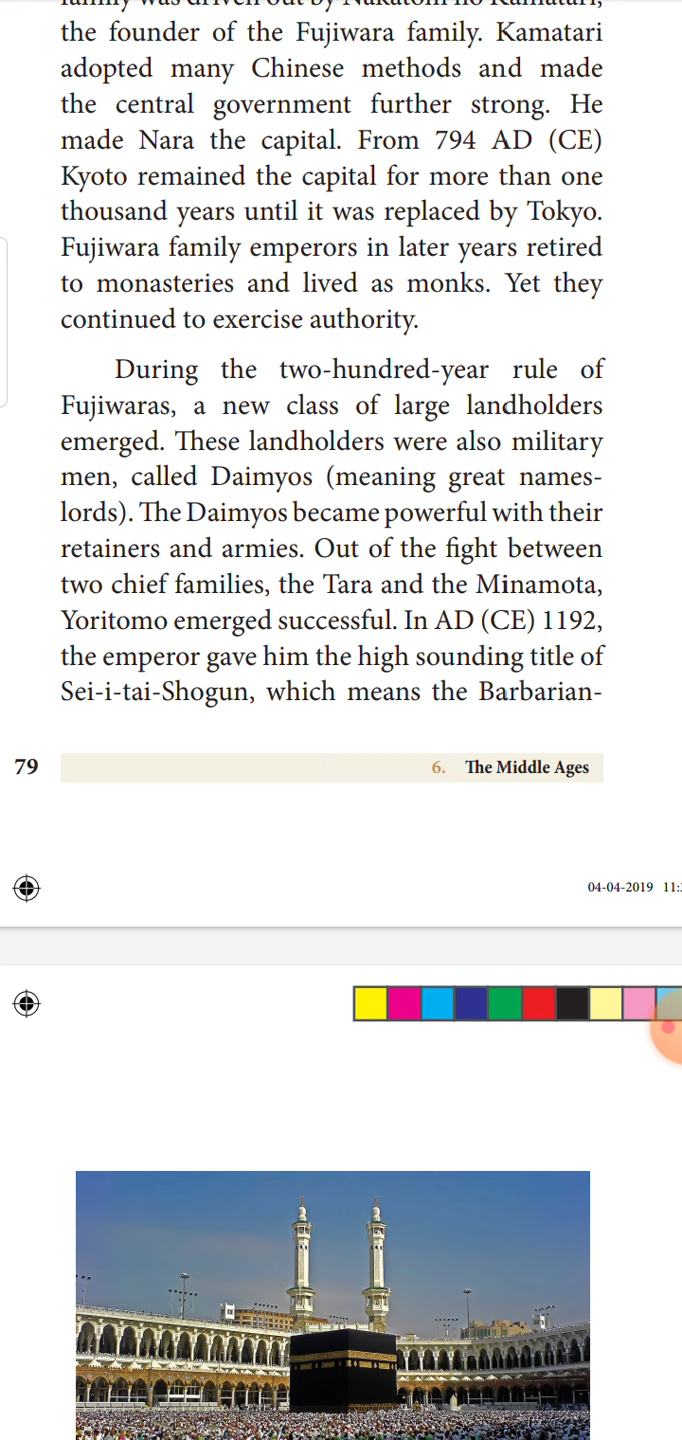 the founder of the Fujiwara family. Kamatari
adopted many Chinese methods and made
the central government further strong. He
made Nara the capital. From 794 AD (CE)
Kyoto remained the capital for more than one
thousand years until it was replaced by Tokyo.
Fujiwara family emperors in later years retired
to monasteries and lived as monks. Yet they
continued to exercise authority.
During the two-hundred-year rule of
Fujiwaras, a new class of large landholders
emerged. These landholders were also military
men, called Daimyos (meaning great names-
lords). The Daimyos became powerful with their
retainers and armies. Out of the fight between
two chief families, the Tara and the Minamota,
Yoritomo emerged successful. In AD (CE) 1192,
the emperor gave him the high sounding title of
Sei-i-tai-Shogun, which means the Barbarian-
79 6. The Middle Ages
04-04-2019 11: